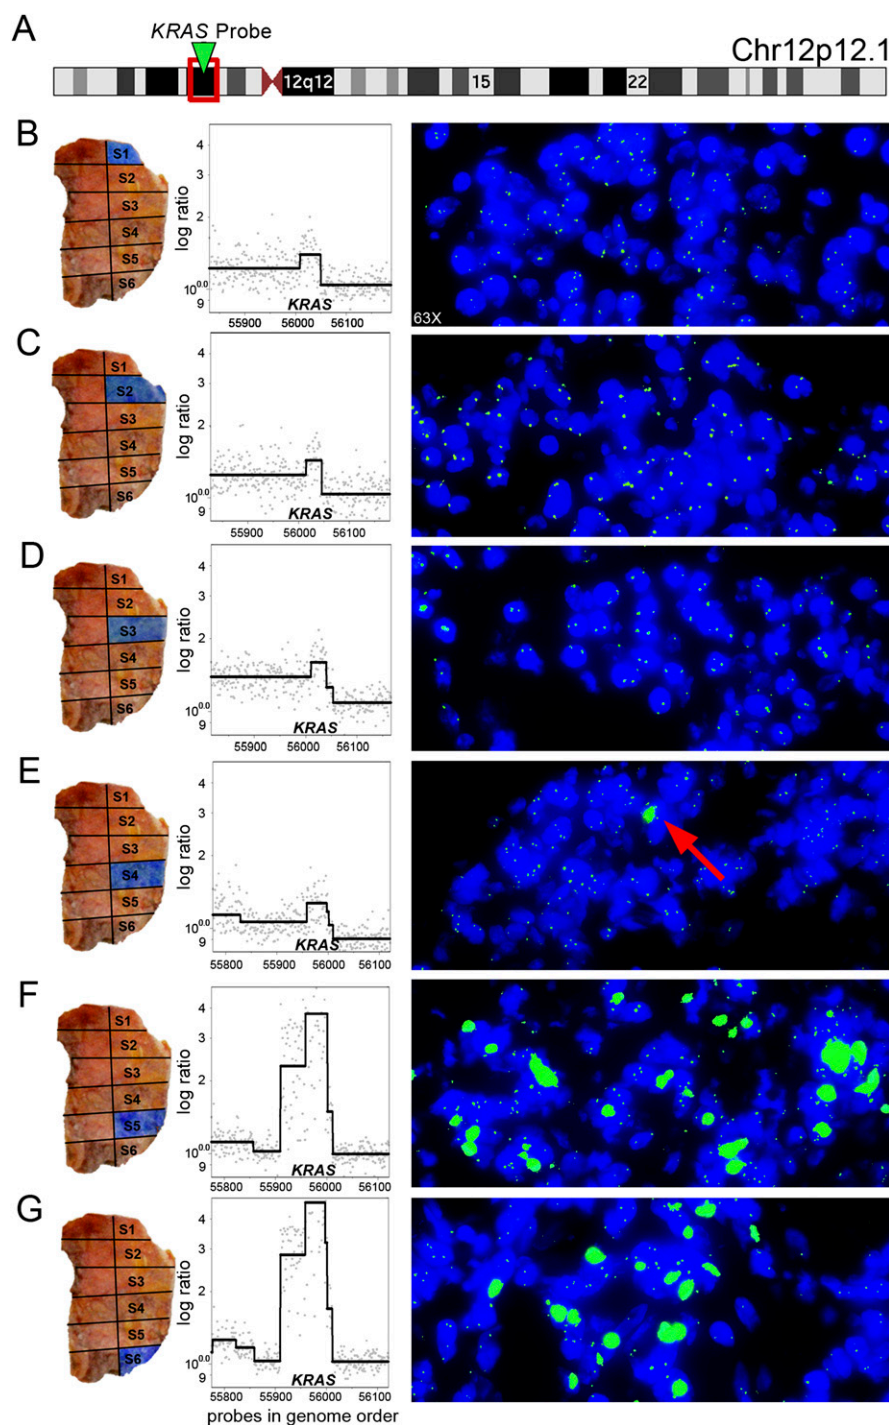 A
KRAS Probe
Chr12p12.1
12q12
15
22
B
S1
S2
S3
S4
S5
S6
log ratio
4
3
2
10^0.0
9
KRAS
55900 56000 56100
63X
C
S1
S2
S3
S4
S5
S6
log ratio
4
3
2
10^0.0
9
KRAS
55900 56000 56100
D
S1
S2
S3
S4
S5
S6
log ratio
4
3
2
10^0.0
9
KRAS
55900 56000 56100
E
S1
S2
S3
S4
S5
S6
log ratio
4
3
2
10^0.0
9
KRAS
55800 55900 56000 56100
F
S1
S2
S3
S4
S5
S6
log ratio
4
3
2
10^0.0
9
KRAS
55800 55900 56000 56100
G
S1
S2
S3
S4
S5
S6
log ratio
4
3
2
10^0.0
9
KRAS
55800 55900 56000 56100
probes in genome order